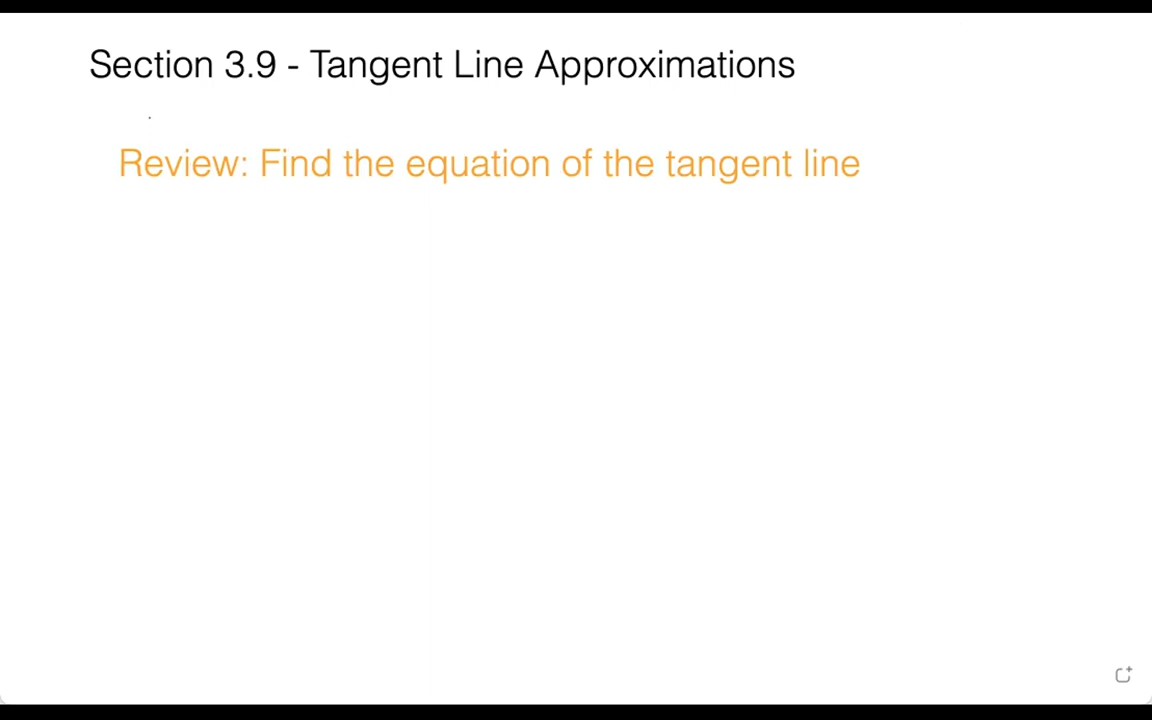 Section 3.9 - Tangent Line Approximations
Review: Find the equation of the tangent line